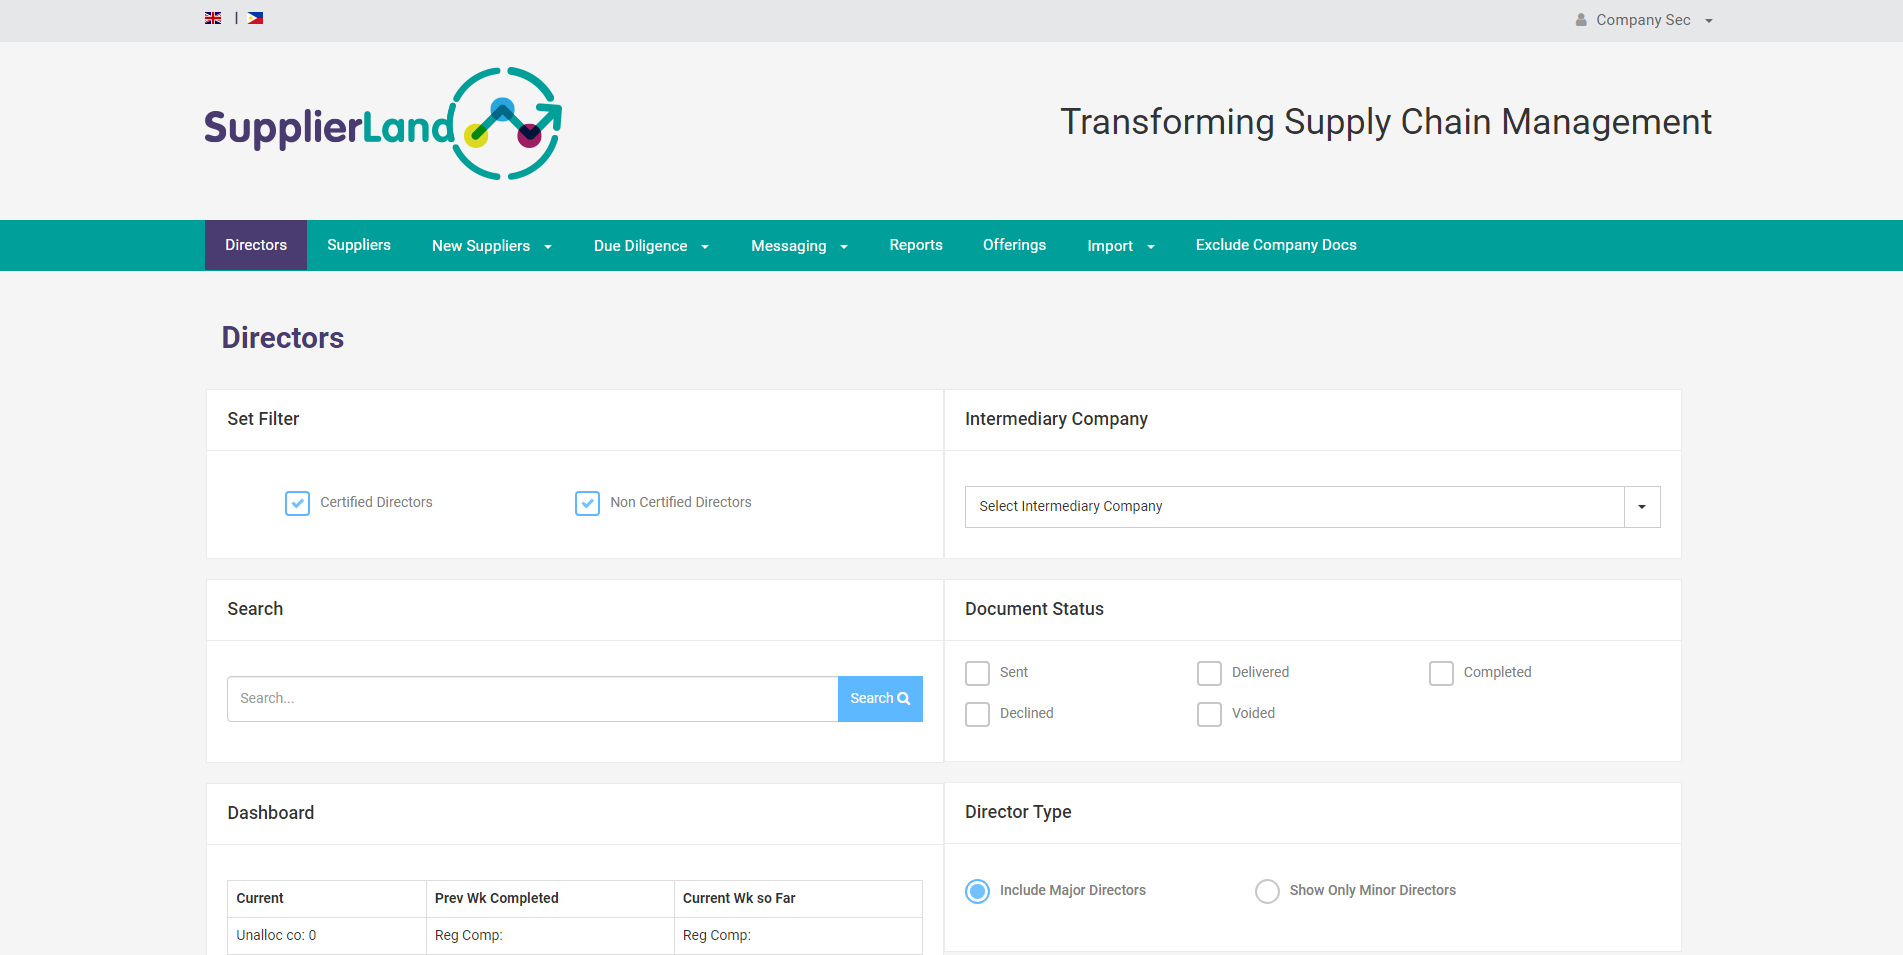 |
Company Sec
SupplierLand
Transforming Supply Chain Management
Directors
Suppliers
New Suppliers
Due Diligence
Messaging
Reports
Offerings
Import
Exclude Company Docs
Directors
Set Filter
Certified Directors
Non Certified Directors
Intermediary Company
Select Intermediary Company
Search
Search...
Search
Document Status
Sent
Delivered
Completed
Declined
Voided
Dashboard
Current
Prev Wk Completed
Current Wk so Far
Unalloc co: 0
Reg Comp:
Reg Comp:
Director Type
Include Major Directors
Show Only Minor Directors